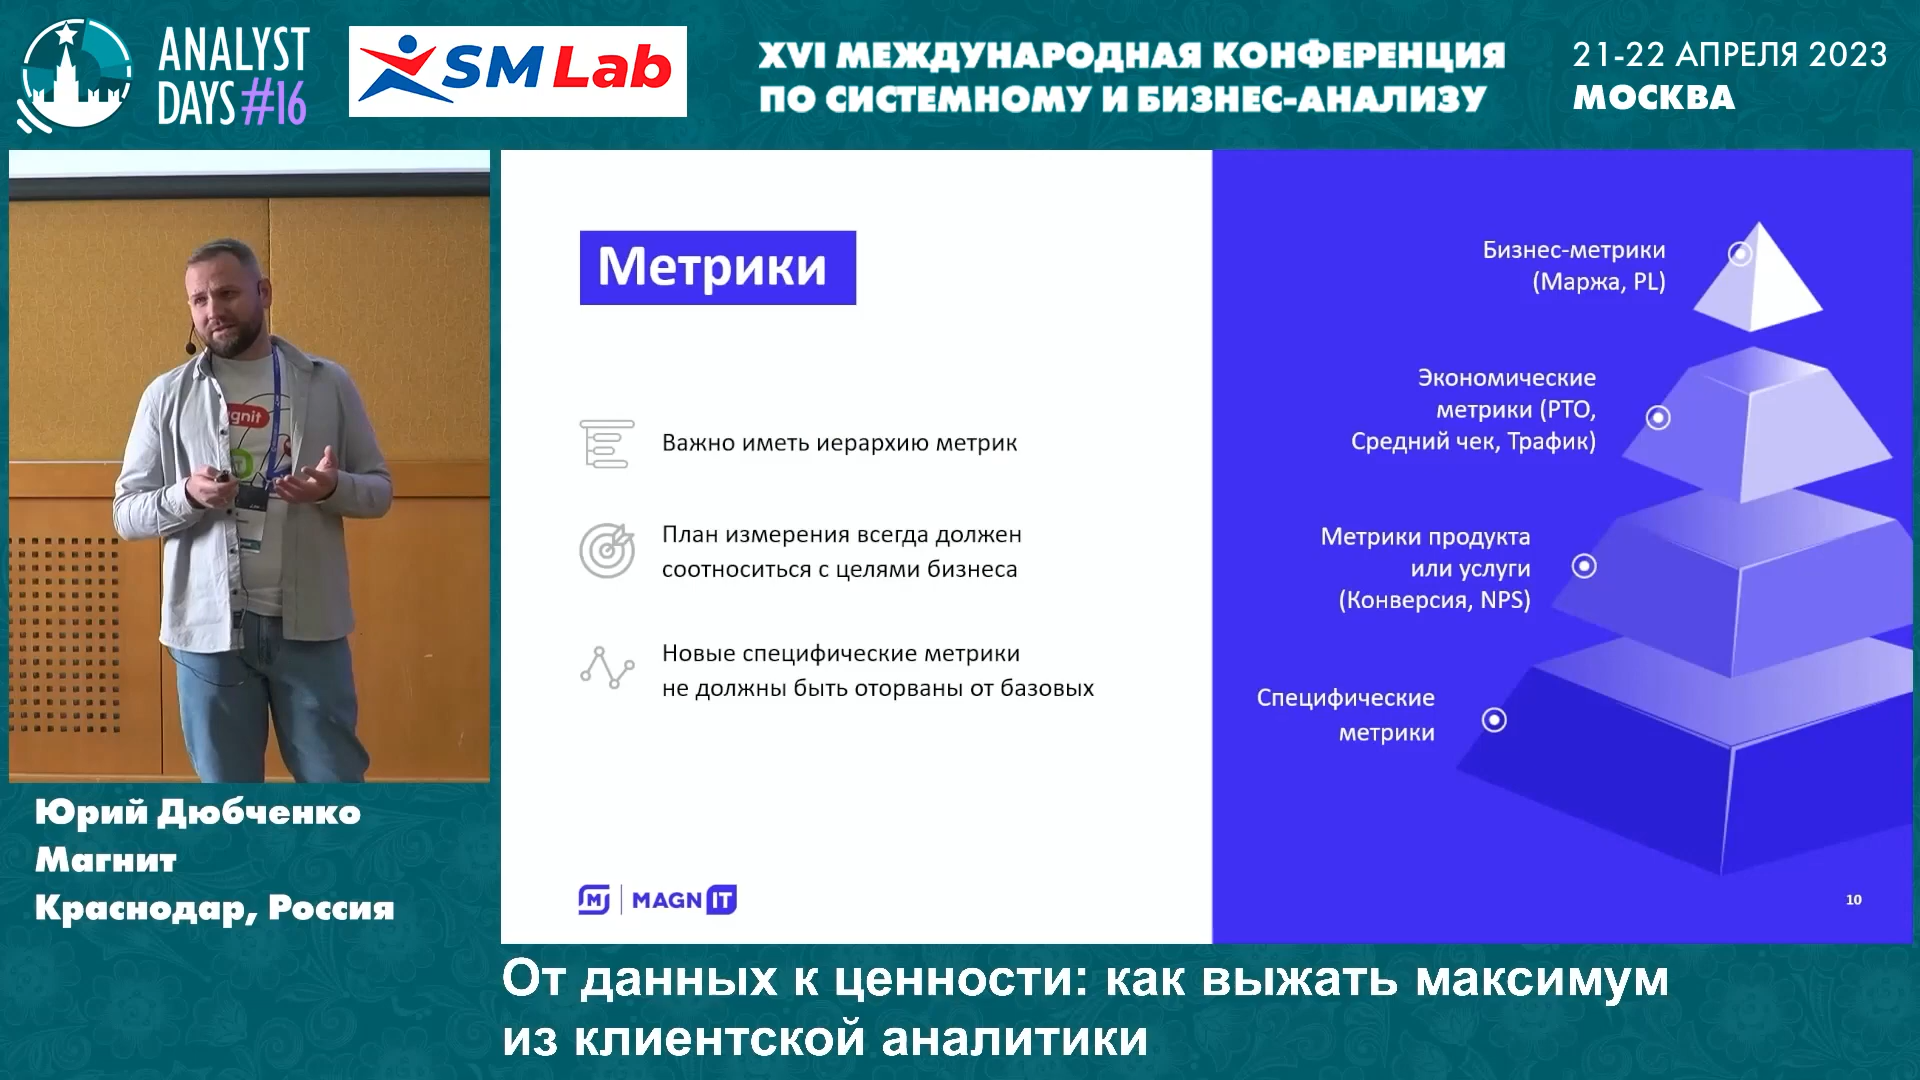 ANALYST
DAYS #16
SM Lab
XVI МЕЖДУНАРОДНАЯ КОНФЕРЕНЦИЯ
ПО СИСТЕМНОМУ И БИЗНЕС-АНАЛИЗУ
21-22 АПРЕЛЯ 2023
МОСКВА
gnit
Юрий Дюбченко
Магнит
Краснодар, Россия
Метрики
Важно иметь иерархию метрик
План измерения всегда должен
соотноситься с целями бизнеса
Новые специфические метрики
не должны быть оторваны от базовых
M MAGNIT
Бизнес-метрики
(Маржа, PL)
Экономические
метрики (РТО,
Средний чек, Трафик)
Метрики продукта
или услуги
(Конверсия, NPS)
Специфические
метрики
10
От данных к ценности: как выжать максимум
из клиентской аналитики